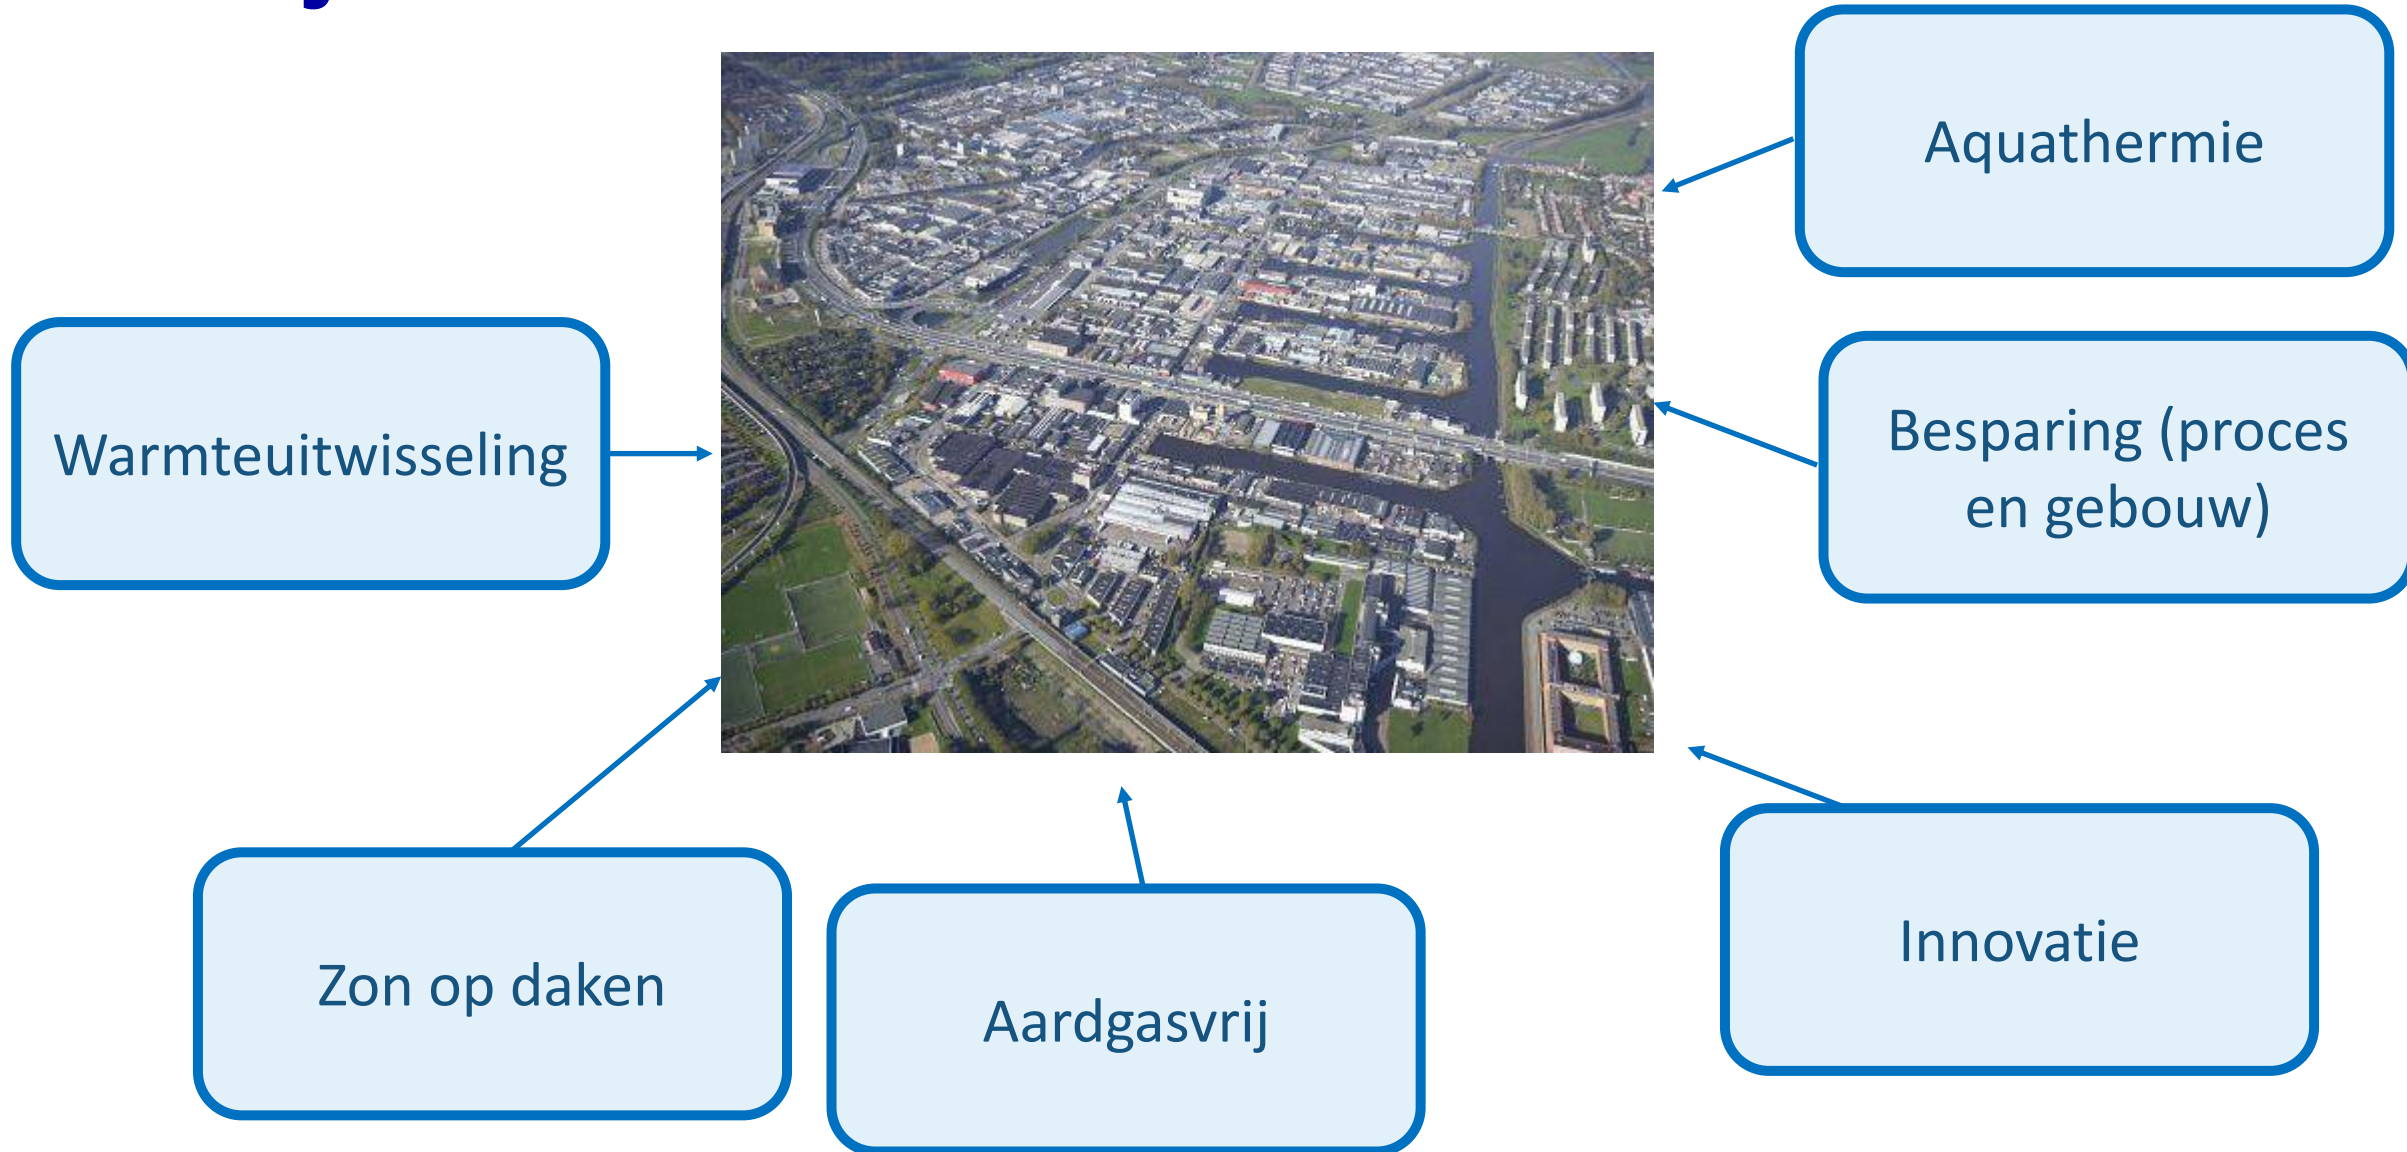 Aquathermie
Warmteuitwisseling
Besparing (proces
en gebouw)
Zon op daken
Aardgasvrij
Innovatie